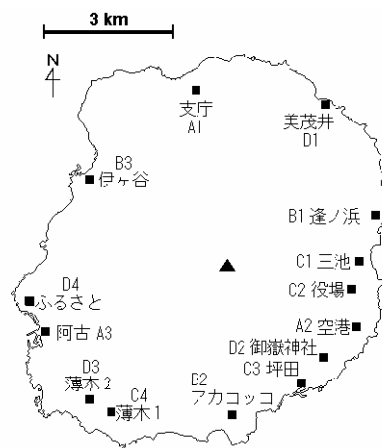 3 km
N
支庁
A1
美茂井
D1
B3
伊ヶ谷
B1 逢ノ浜
C1 三池
C2 役場
D4
ふるさと
阿古 A3
A2 空港
D2 御嶽神社
C3 坪田
D3
薄木2
C4
薄木1
B2
アカコッコ